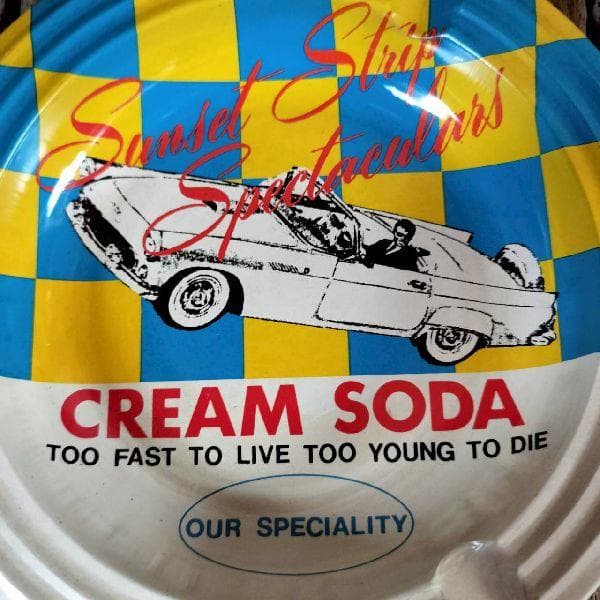 Sunset Strip
Spectaculars
CREAM SODA
TOO FAST TO LIVE TOO YOUNG TO DIE
OUR SPECIALITY